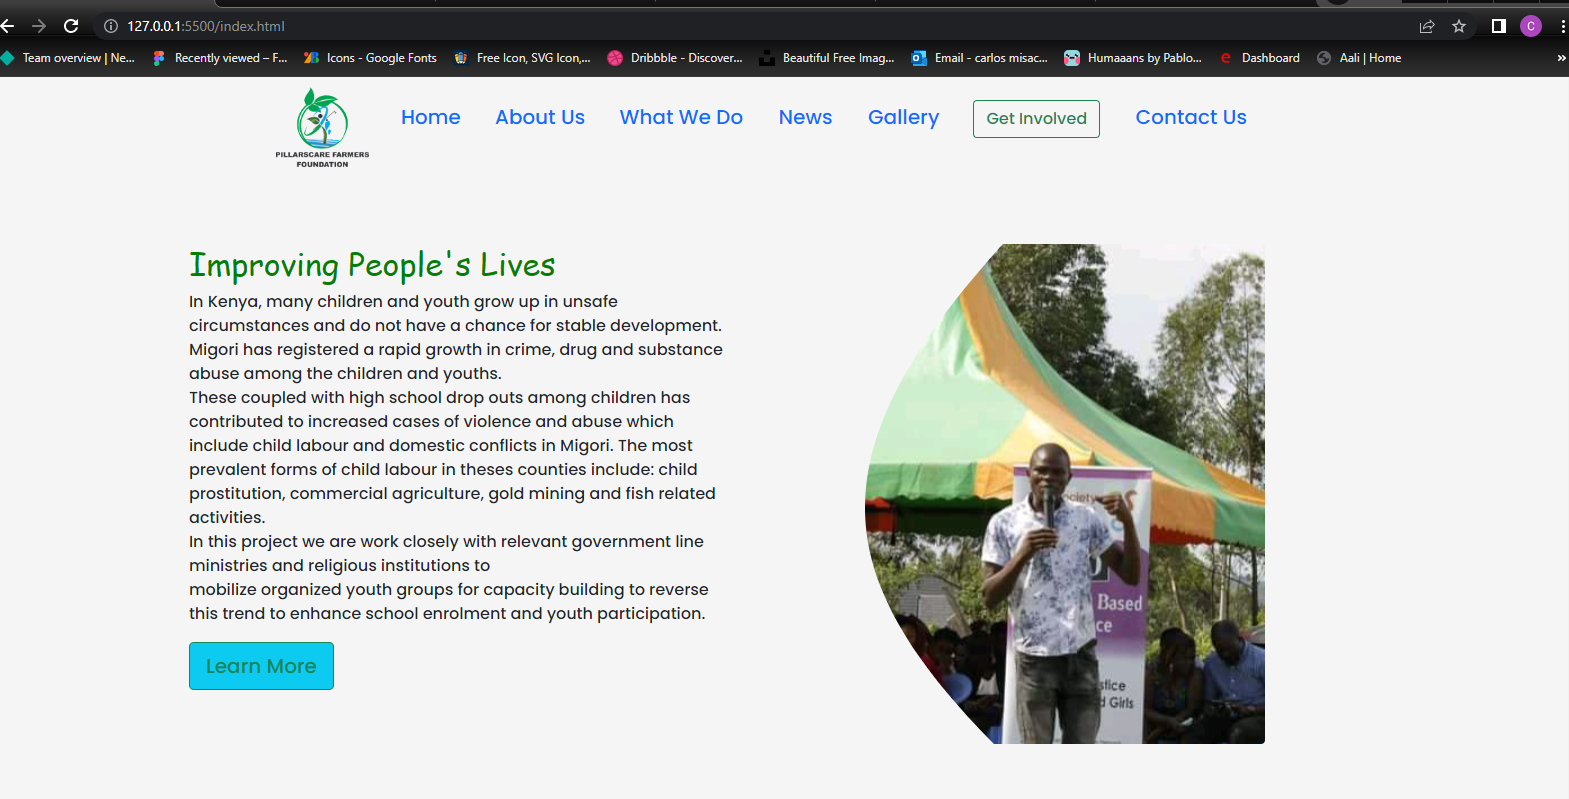 127.0.0.1:5500/index.html
Team overview | Ne... Recently viewed – F... Icons - Google Fonts Free Icon, SVG Icon,... Dribbble - Discover... Beautiful Free Imag... Email - carlos misac... Humaaans by Pablo... Dashboard Aali | Home »
C
PILLARSCARE FARMERS
FOUNDATION
Home About Us What We Do News Gallery Get Involved Contact Us
Improving People's Lives
In Kenya, many children and youth grow up in unsafe
circumstances and do not have a chance for stable development.
Migori has registered a rapid growth in crime, drug and substance
abuse among the children and youths.
These coupled with high school drop outs among children has
contributed to increased cases of violence and abuse which
include child labour and domestic conflicts in Migori. The most
prevalent forms of child labour in theses counties include: child
prostitution, commercial agriculture, gold mining and fish related
activities.
In this project we are work closely with relevant government line
ministries and religious institutions to
mobilize organized youth groups for capacity building to reverse
this trend to enhance school enrolment and youth participation.
Learn More
ociety
Based
ce
stice
d Girls